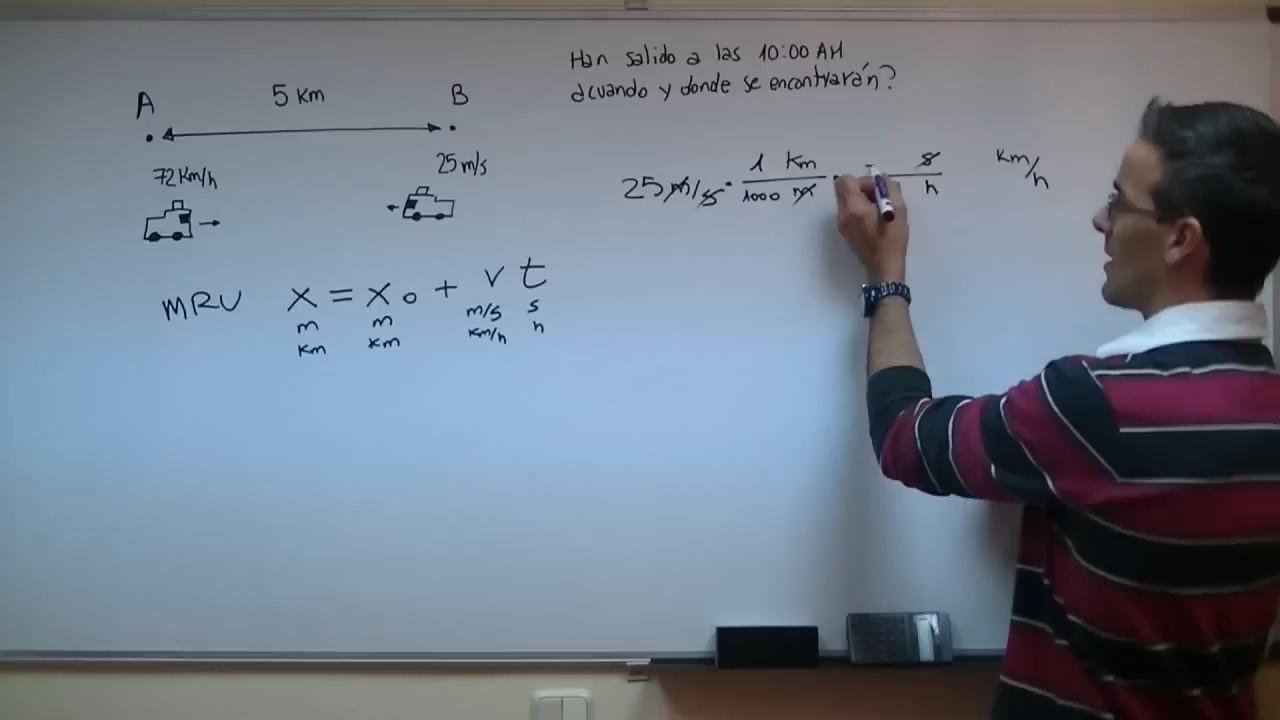 Han salido a las 10:00 AM
¿Cuando y donde se encontrarán?
A 5 Km B
72 Km/h 25 m/s
25 m/s · 1 Km / 1000 m · s / h Km/h
MRU x = x₀ + v t
m m m/s s
Km Km Km/h h